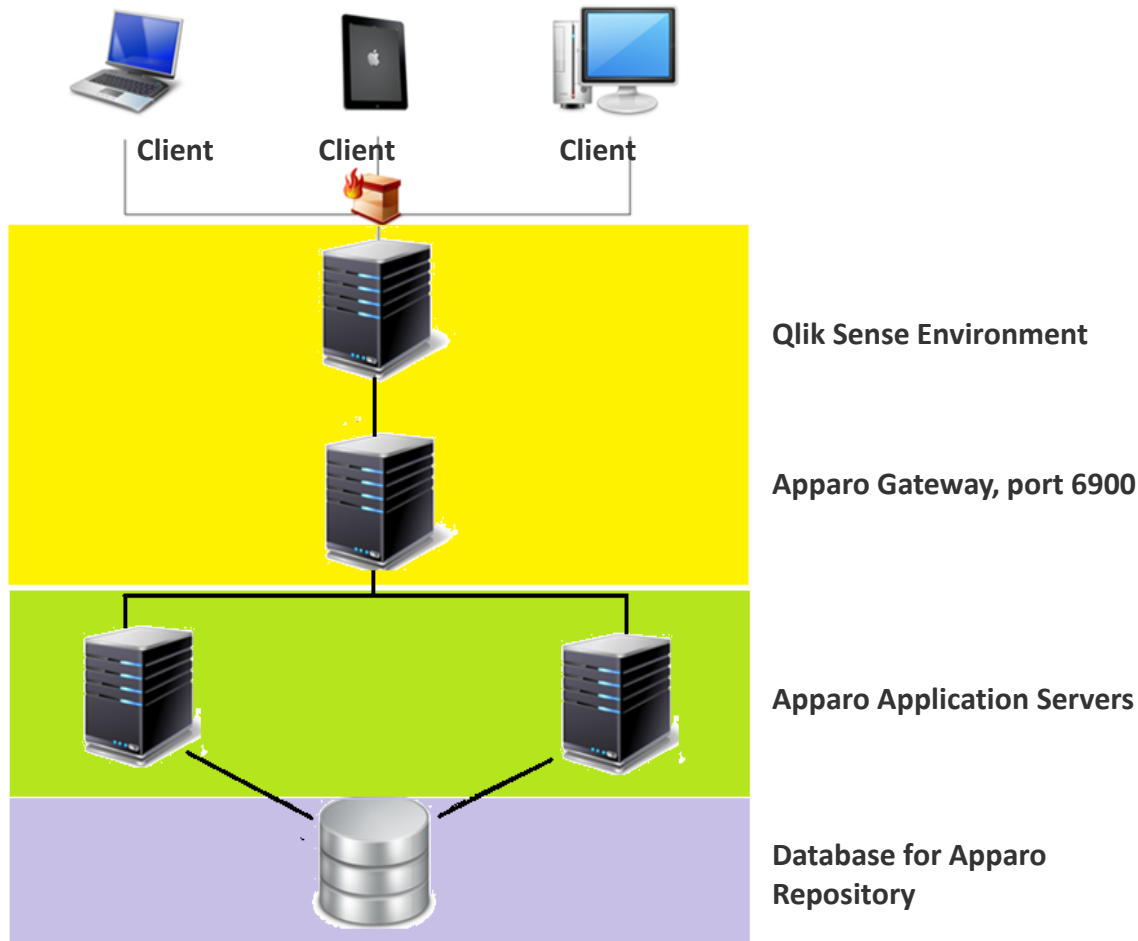 Client
Client
Client
Qlik Sense Environment
Apparo Gateway, port 6900
Apparo Application Servers
Database for Apparo
Repository